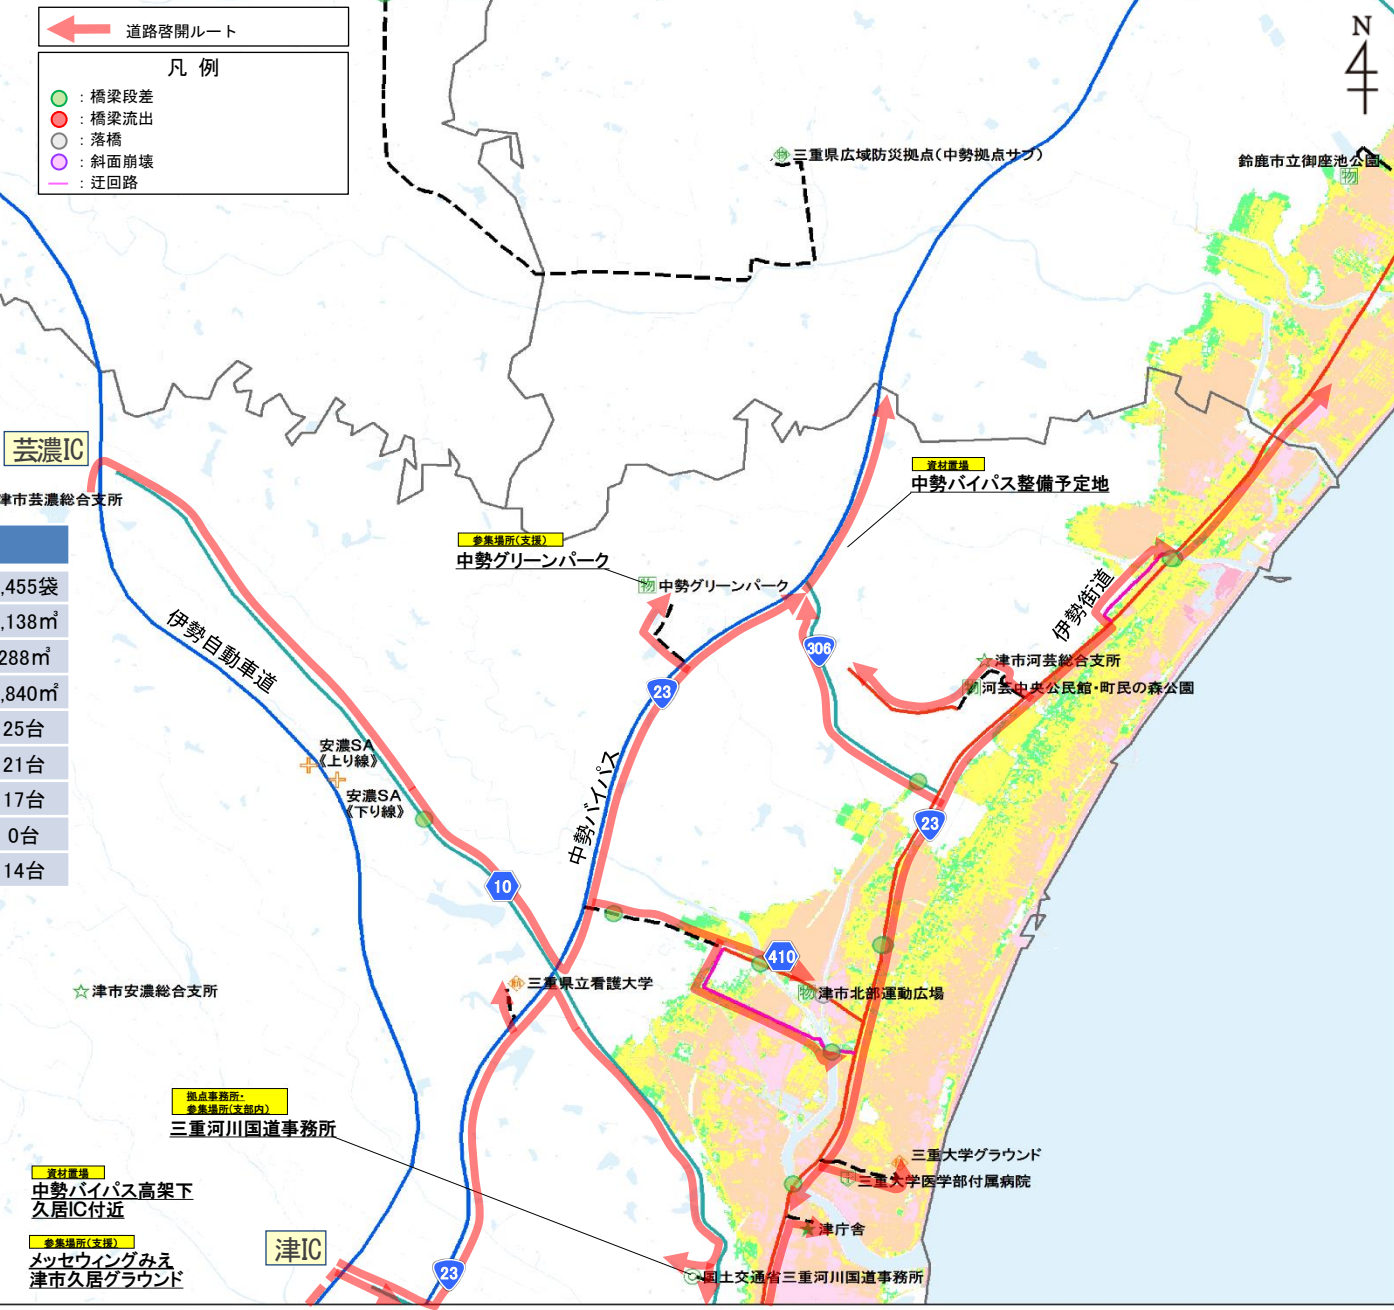 道路啓開ルート
凡 例
：橋梁段差
：橋梁流出
：落橋
：斜面崩壊
：迂回路
N
物
三重県広域防災拠点（中勢拠点サブ）
鈴鹿市立御座池公園
物
芸濃IC
津市芸濃総合支所
資材置場
中勢バイパス整備予定地
参集場所(支援)
中勢グリーンパーク
物
中勢グリーンパーク
,455袋
,138㎥
288㎥
,840㎡
25台
21台
17台
0台
14台
伊勢自動車道
伊勢街道
306
津市河芸総合支所
物
河芸中央公民館・町民の森公園
23
安濃SA
《上り線》
安濃SA
《下り線》
中勢バイパス
23
10
410
三重県立看護大学
津市安濃総合支所
物
津市北部運動広場
拠点事務所・
参集場所(支部内)
三重河川国道事務所
三重大学グラウンド
三重大学医学部付属病院
資材置場
中勢バイパス高架下
久居IC付近
津庁舎
参集場所(支援)
メッセウィングみえ
津市久居グラウンド
津IC
23
国土交通省三重河川国道事務所